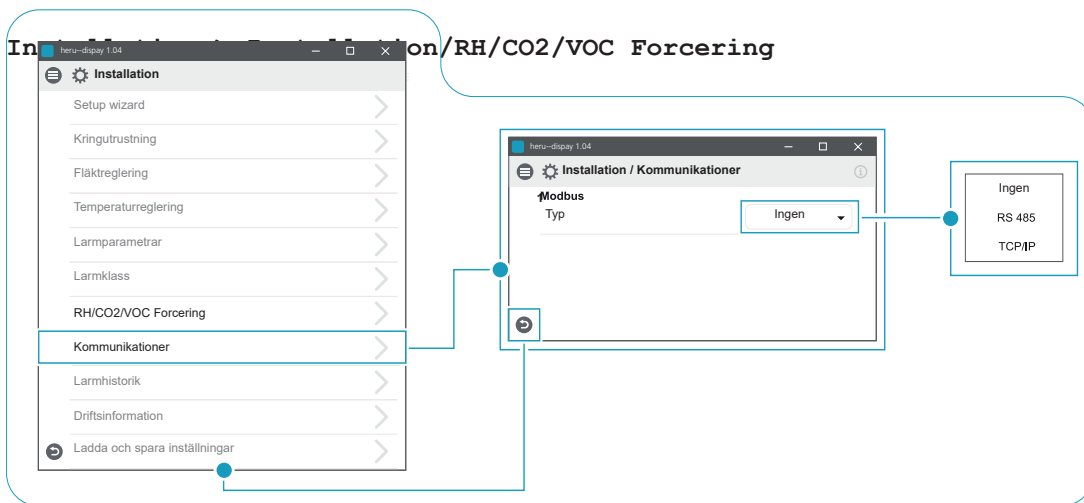 In /RH/CO2/VOC Forcering
heru-dispay 1.04
Installation
Setup wizard
Kringutrustning
Fläktreglering
Temperaturreglering
Larmparametrar
Larmklass
RH/CO2/VOC Forcering
Kommunikationer
Larmhistorik
Driftsinformation
Ladda och spara inställningar
heru-dispay 1.04
Installation / Kommunikationer
Modbus
Typ
Ingen
Ingen
RS 485
TCP/IP